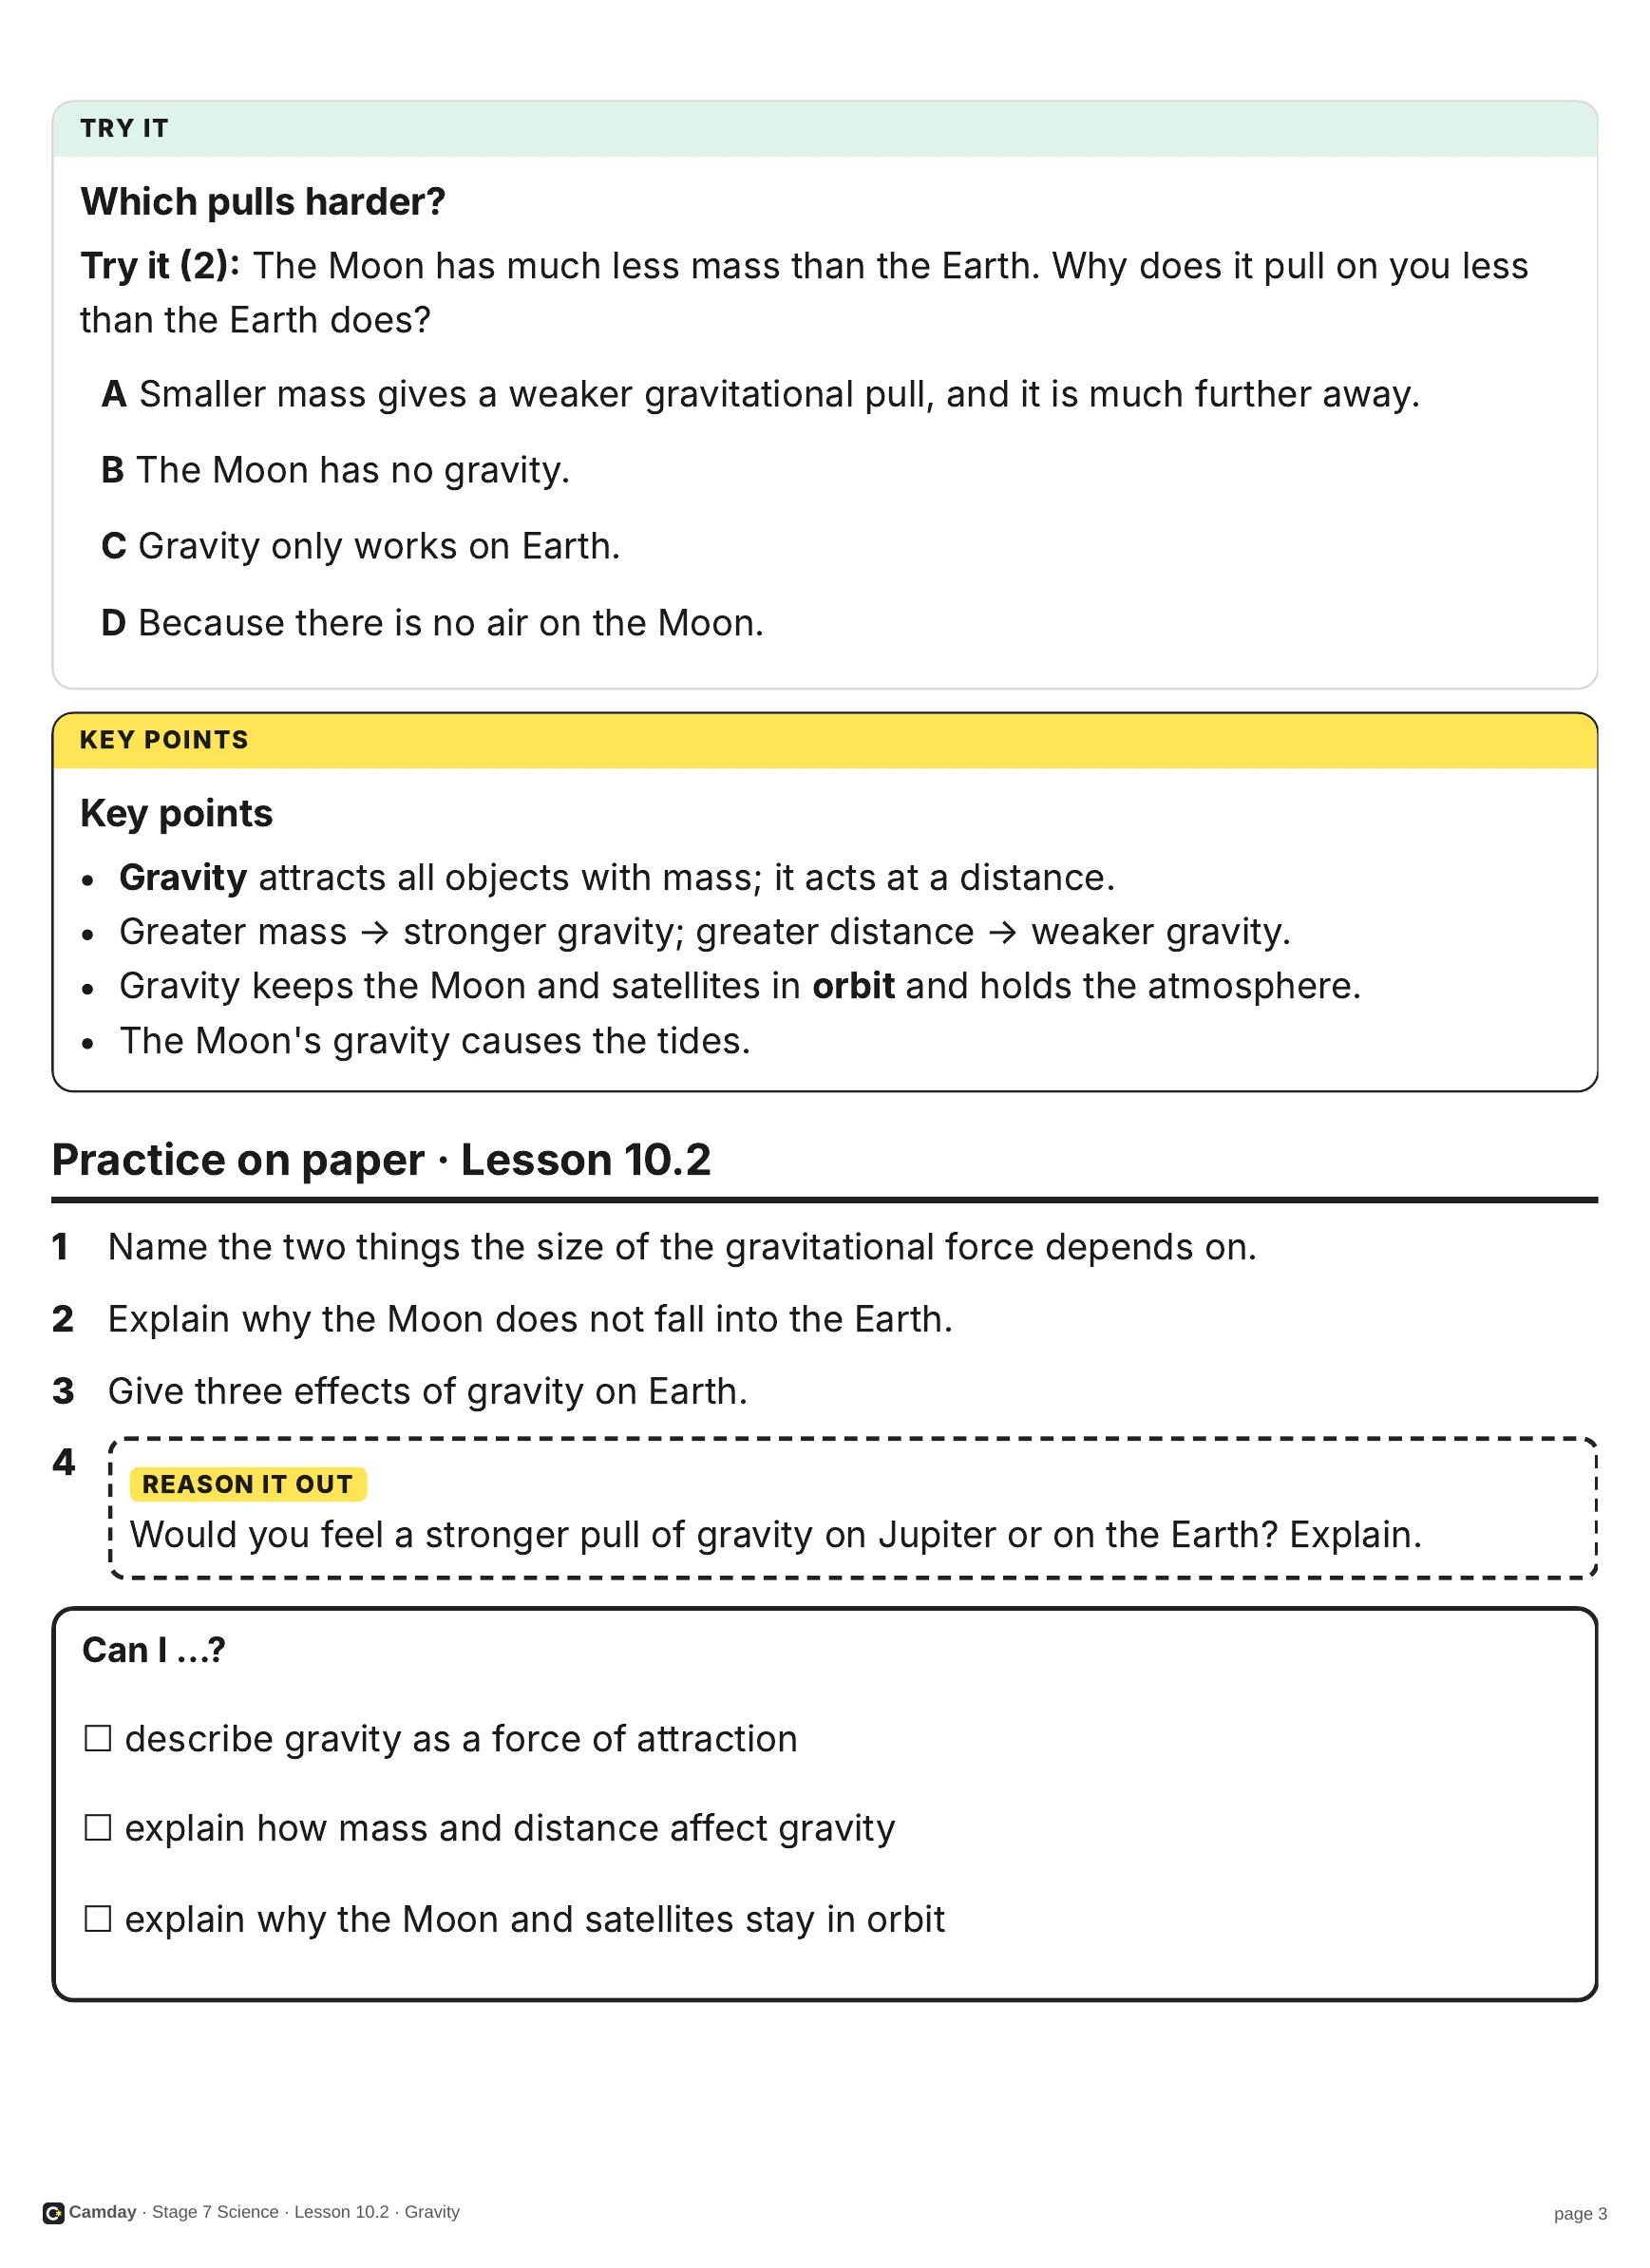 TRY IT
Which pulls harder?
Try it (2): The Moon has much less mass than the Earth. Why does it pull on you less
than the Earth does?
A Smaller mass gives a weaker gravitational pull, and it is much further away.
B The Moon has no gravity.
C Gravity only works on Earth.
D Because there is no air on the Moon.
KEY POINTS
Key points
• Gravity attracts all objects with mass; it acts at a distance.
• Greater mass → stronger gravity; greater distance → weaker gravity.
• Gravity keeps the Moon and satellites in orbit and holds the atmosphere.
• The Moon's gravity causes the tides.
Practice on paper · Lesson 10.2
1 Name the two things the size of the gravitational force depends on.
2 Explain why the Moon does not fall into the Earth.
3 Give three effects of gravity on Earth.
4
REASON IT OUT
Would you feel a stronger pull of gravity on Jupiter or on the Earth? Explain.
Can I ...?
☐ describe gravity as a force of attraction
☐ explain how mass and distance affect gravity
☐ explain why the Moon and satellites stay in orbit
Camday · Stage 7 Science · Lesson 10.2 · Gravity
page 3